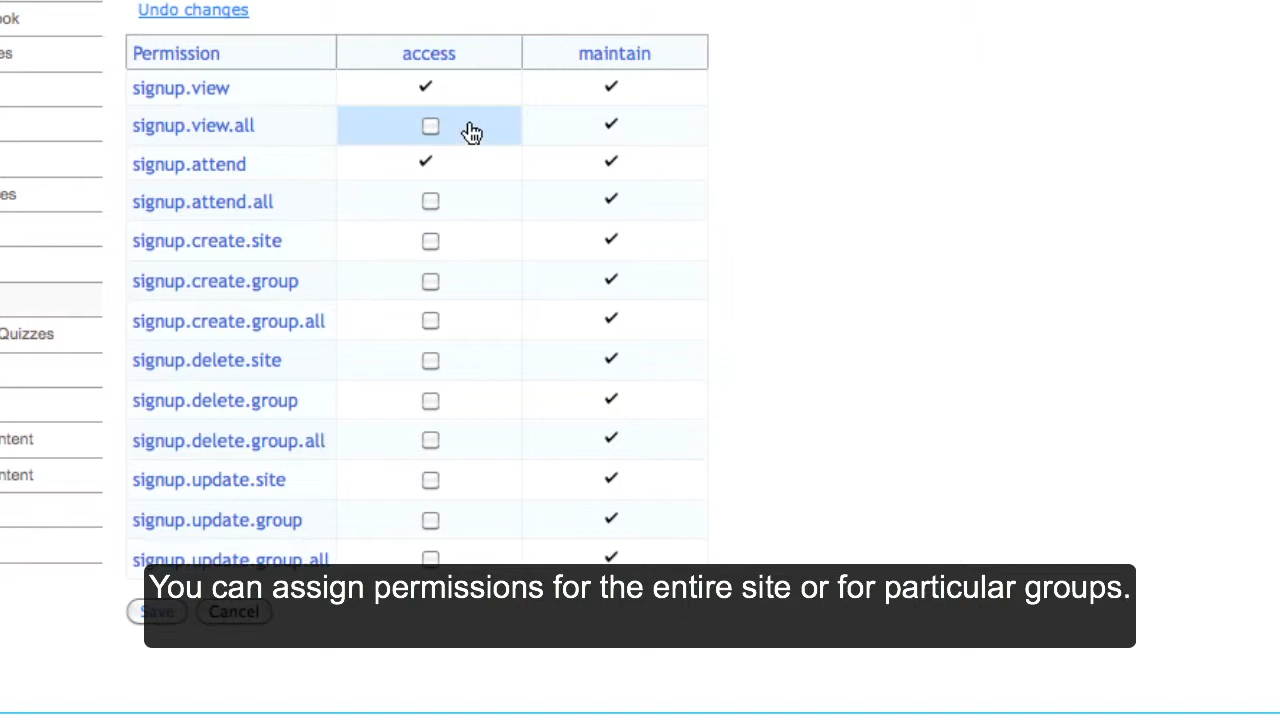 Undo changes
ook
Permission access maintain
es
signup.view
signup.view.all
signup.attend
es
signup.attend.all
signup.create.site
signup.create.group
signup.create.group.all
Quizzes
signup.delete.site
signup.delete.group
signup.delete.group.all
ntent
signup.update.site
ntent
signup.update.group
signup.update.group.all
You can assign permissions for the entire site or for particular groups.
Save Cancel